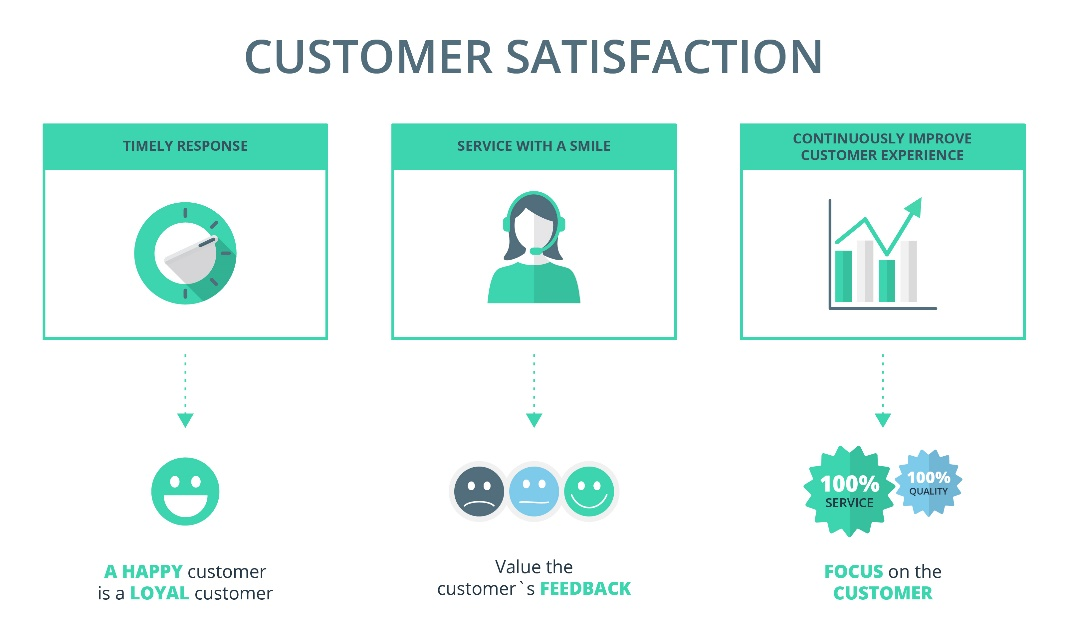 CUSTOMER SATISFACTION
TIMELY RESPONSE
SERVICE WITH A SMILE
CONTINUOUSLY IMPROVE
CUSTOMER EXPERIENCE
A HAPPY customer
is a LOYAL customer
Value the
customer`s FEEDBACK
100%
SERVICE
100%
QUALITY
FOCUS on the
CUSTOMER